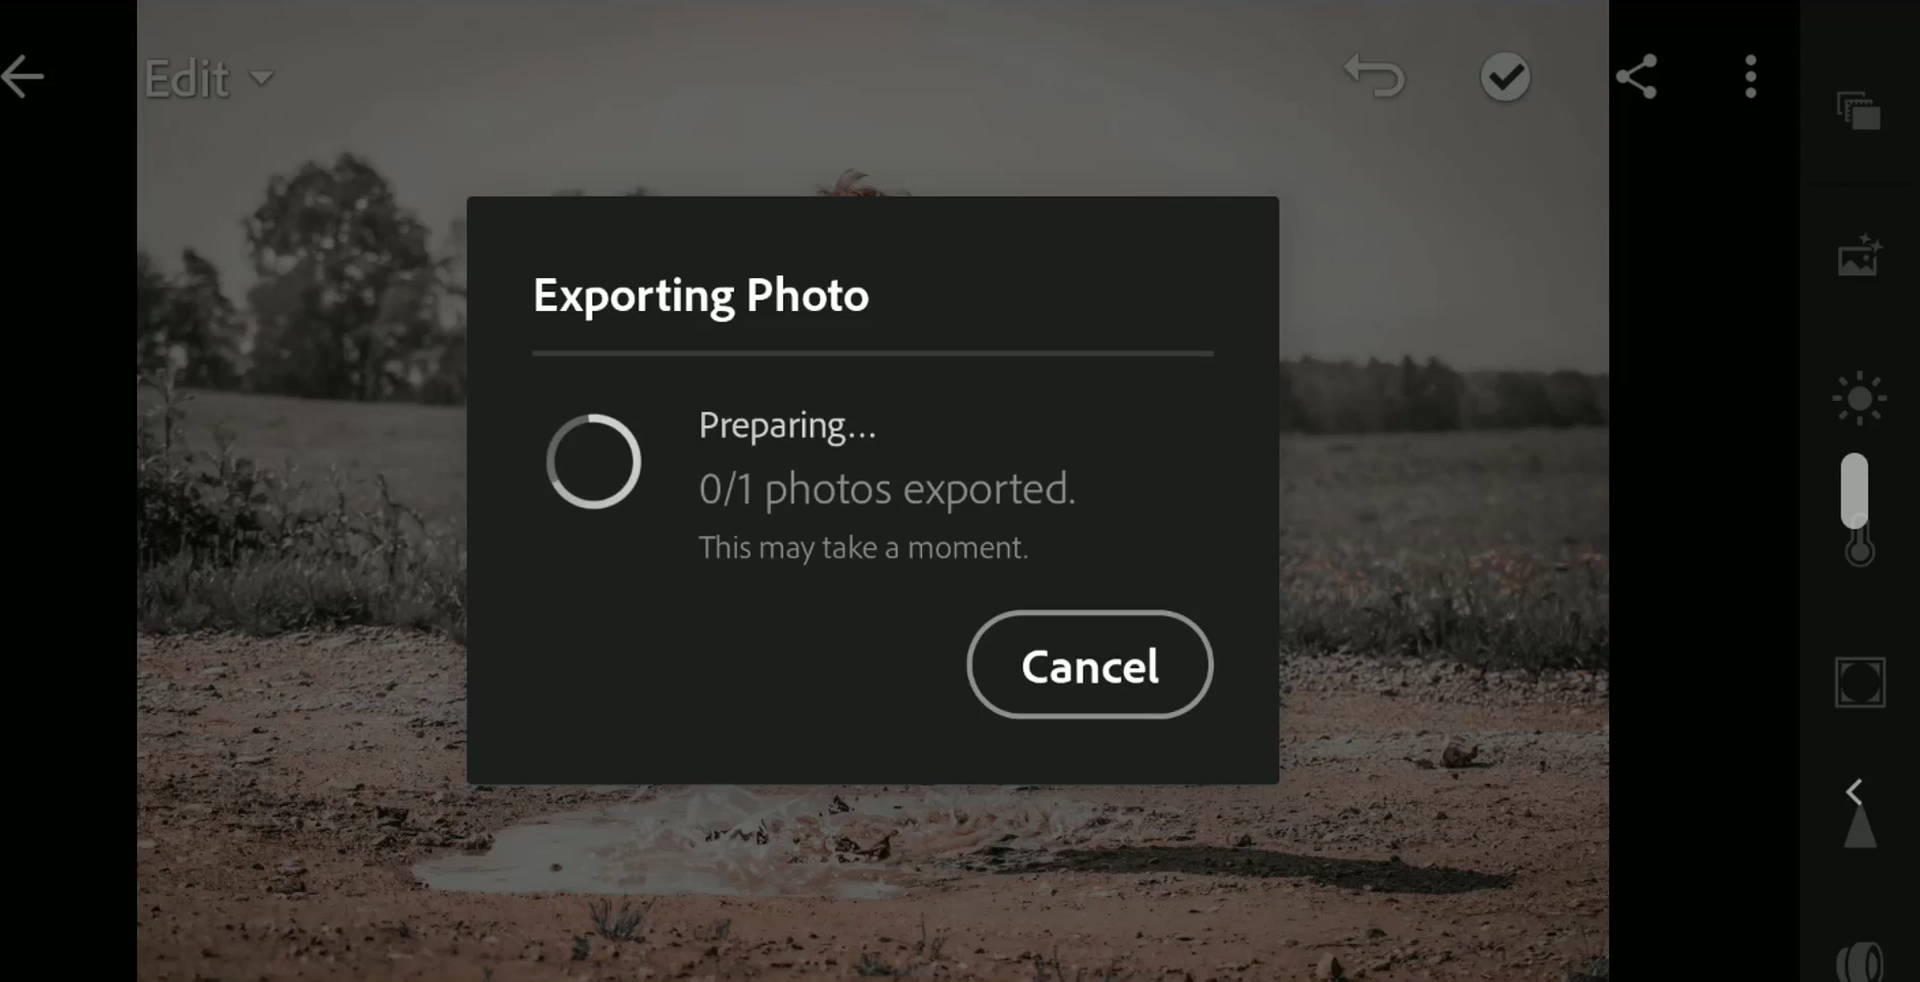 Edit
Exporting Photo
Preparing...
0/1 photos exported.
This may take a moment.
Cancel